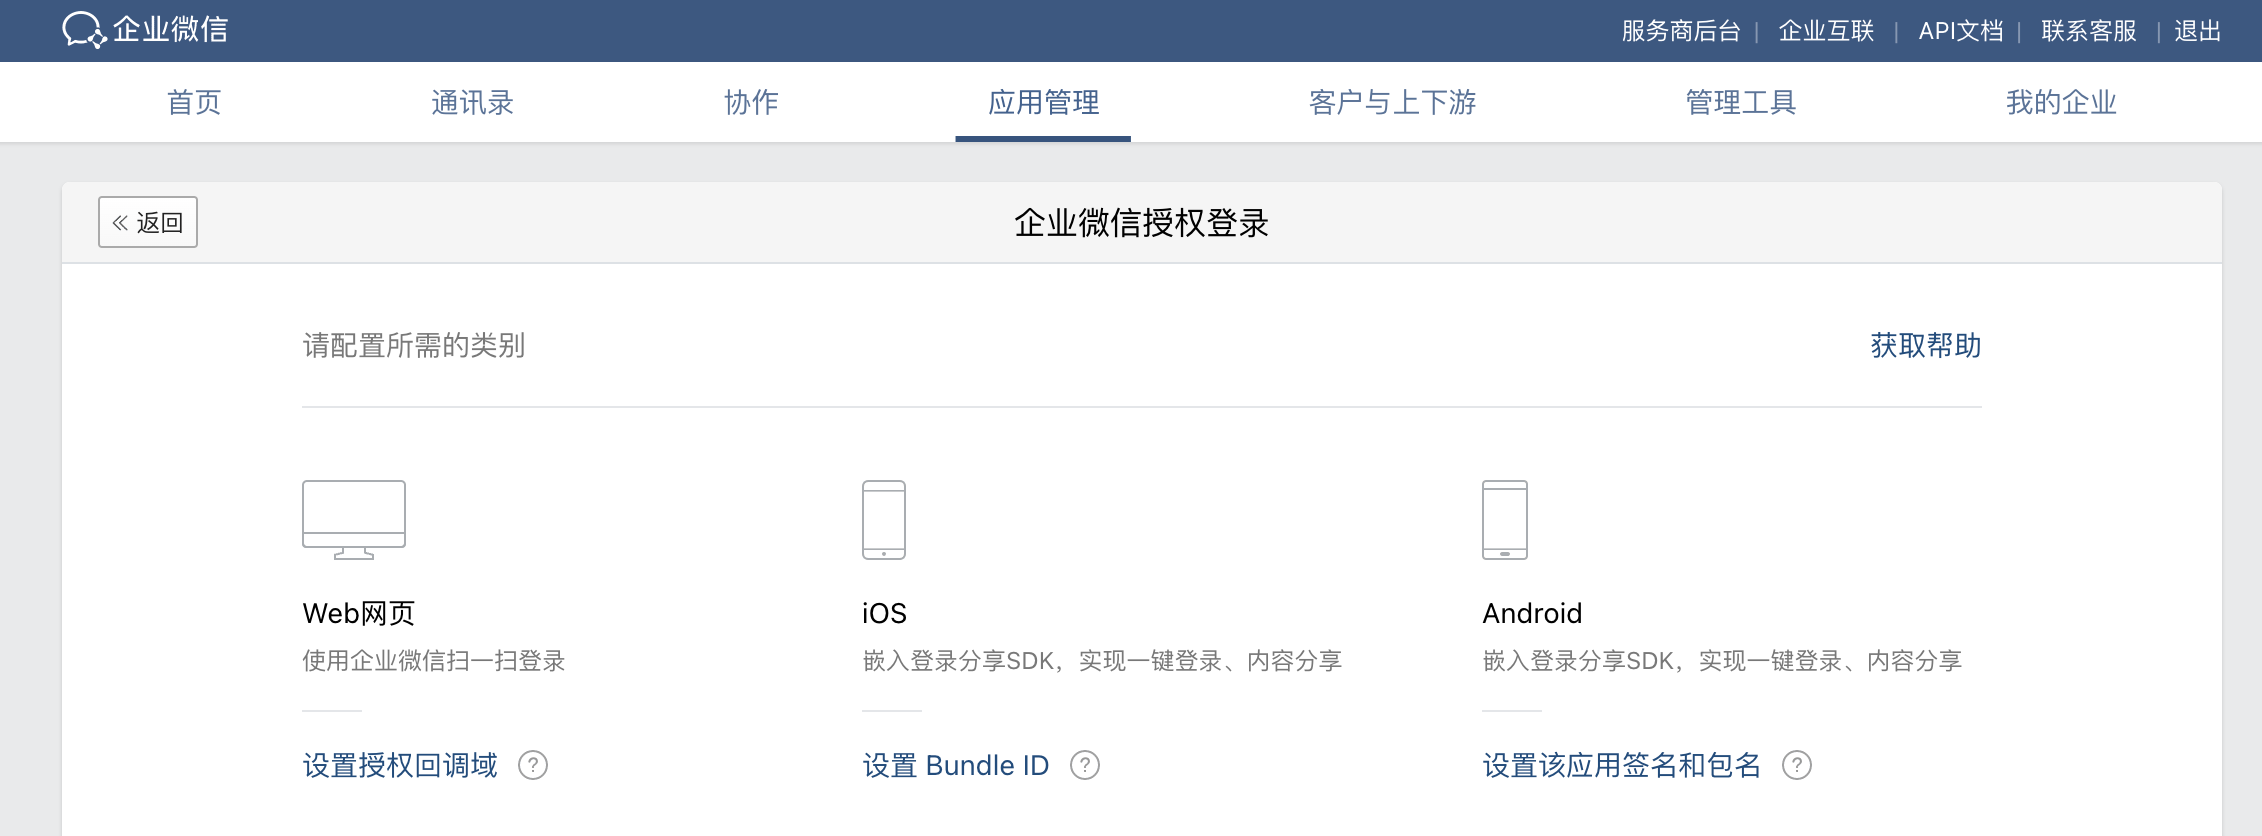 企业微信
服务商后台 | 企业互联 | API文档 | 联系客服 | 退出
首页 通讯录 协作 应用管理 客户与上下游 管理工具 我的企业
« 返回 企业微信授权登录
请配置所需的类别 获取帮助
Web网页
使用企业微信扫一扫登录
设置授权回调域 ?
iOS
嵌入登录分享SDK，实现一键登录、内容分享
设置 Bundle ID ?
Android
嵌入登录分享SDK，实现一键登录、内容分享
设置该应用签名和包名 ?